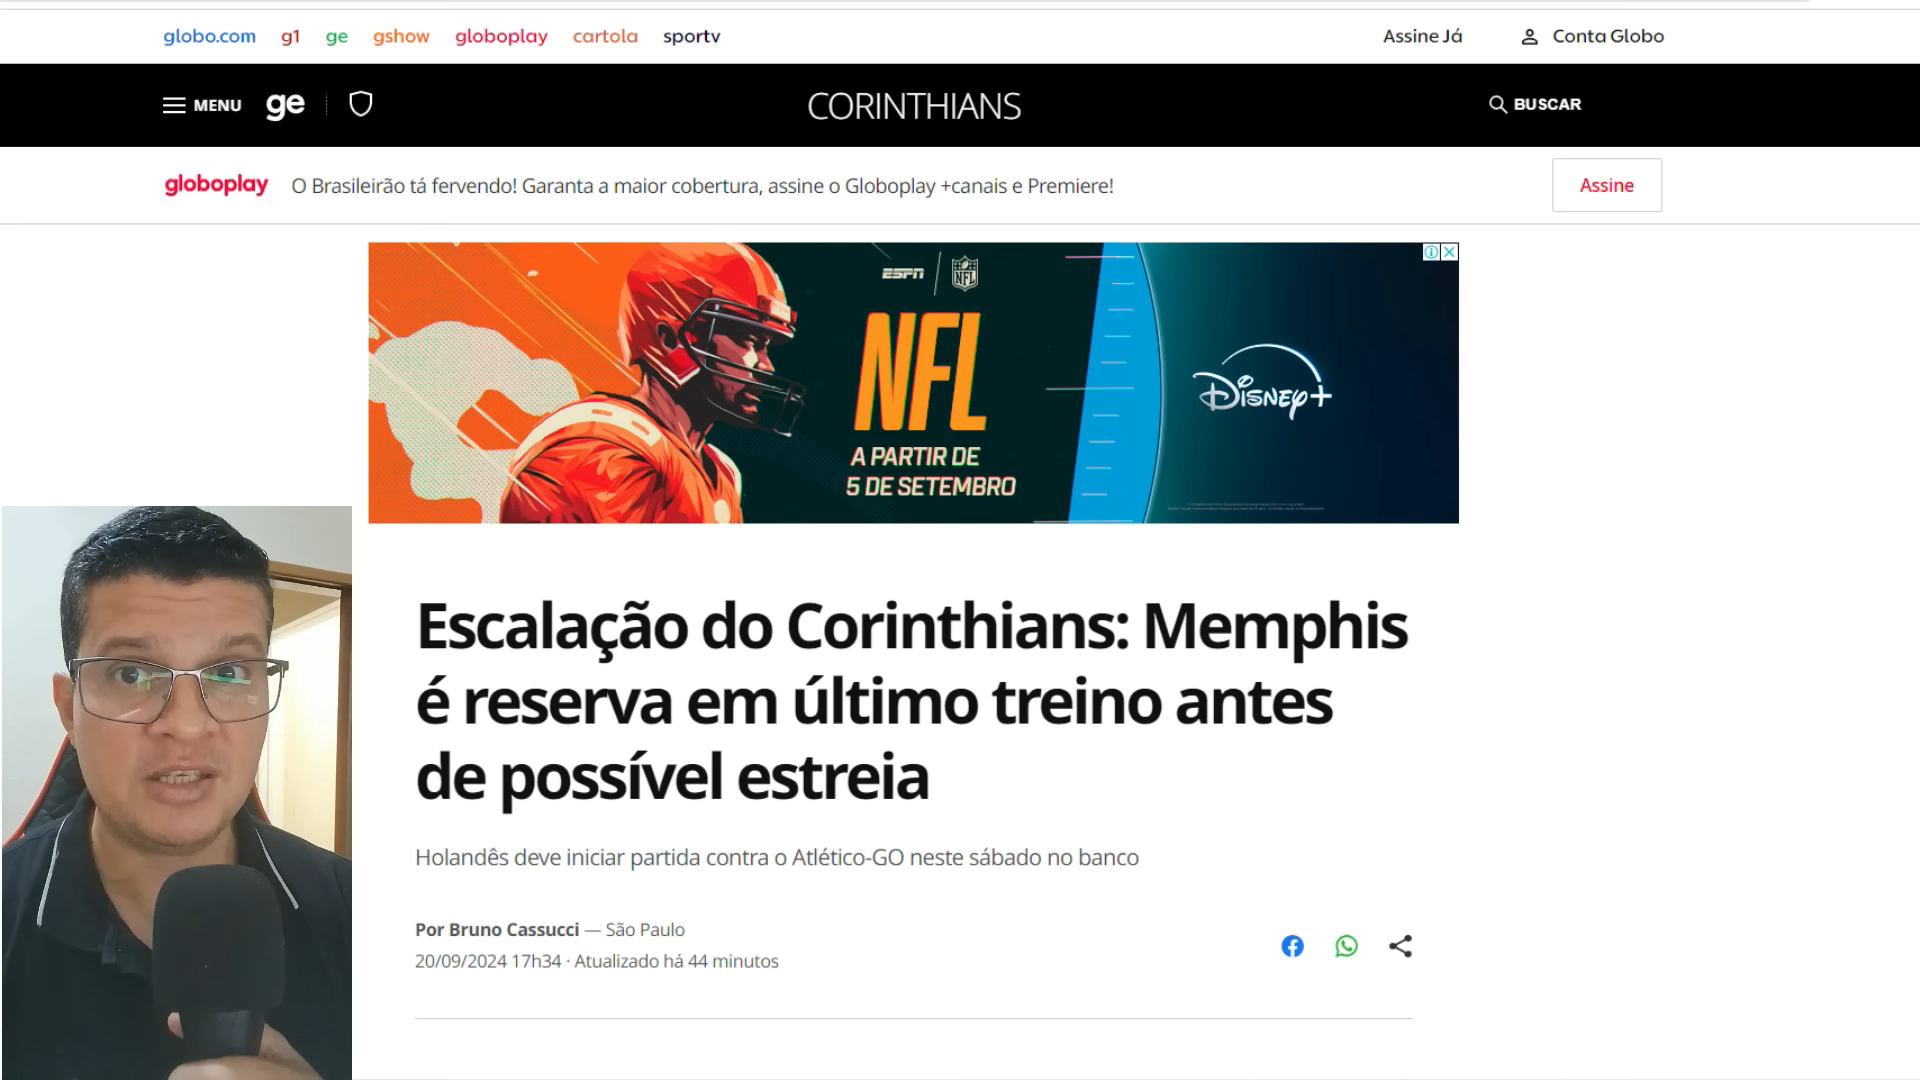 globo.com g1 ge gshow globoplay cartola sportv Assine Já Conta Globo
MENU ge CORINTHIANS BUSCAR
globoplay O Brasileirão tá fervendo! Garanta a maior cobertura, assine o Globoplay +canais e Premiere! Assine
ESPN NFL
NFL
A PARTIR DE
5 DE SETEMBRO
Disney+
Escalação do Corinthians: Memphis
é reserva em último treino antes
de possível estreia
Holandês deve iniciar partida contra o Atlético-GO neste sábado no banco
Por Bruno Cassucci — São Paulo
20/09/2024 17h34 · Atualizado há 44 minutos